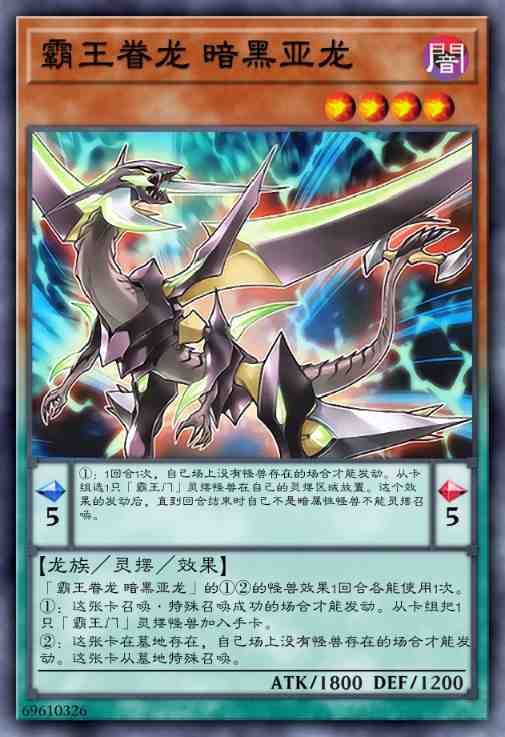 霸王眷龙 暗黑亚龙
闇
①：1回合1次，自己场上没有怪兽存在的场合才能发动。从卡
组选1只「霸王门」灵摆怪兽在自己的灵摆区域放置。这个效
果的发动后，直到回合结束时自己不是暗属性怪兽不能灵摆召
唤。
5
5
【龙族／灵摆／效果】
「霸王眷龙 暗黑亚龙」的①②的怪兽效果1回合各能使用1次。
①：这张卡召唤·特殊召唤成功的场合才能发动。从卡组把1
只「霸王门」灵摆怪兽加入手卡。
②：这张卡在墓地存在，自己场上没有怪兽存在的场合才能发
动。这张卡从墓地特殊召唤。
ATK/1800 DEF/1200
69610326